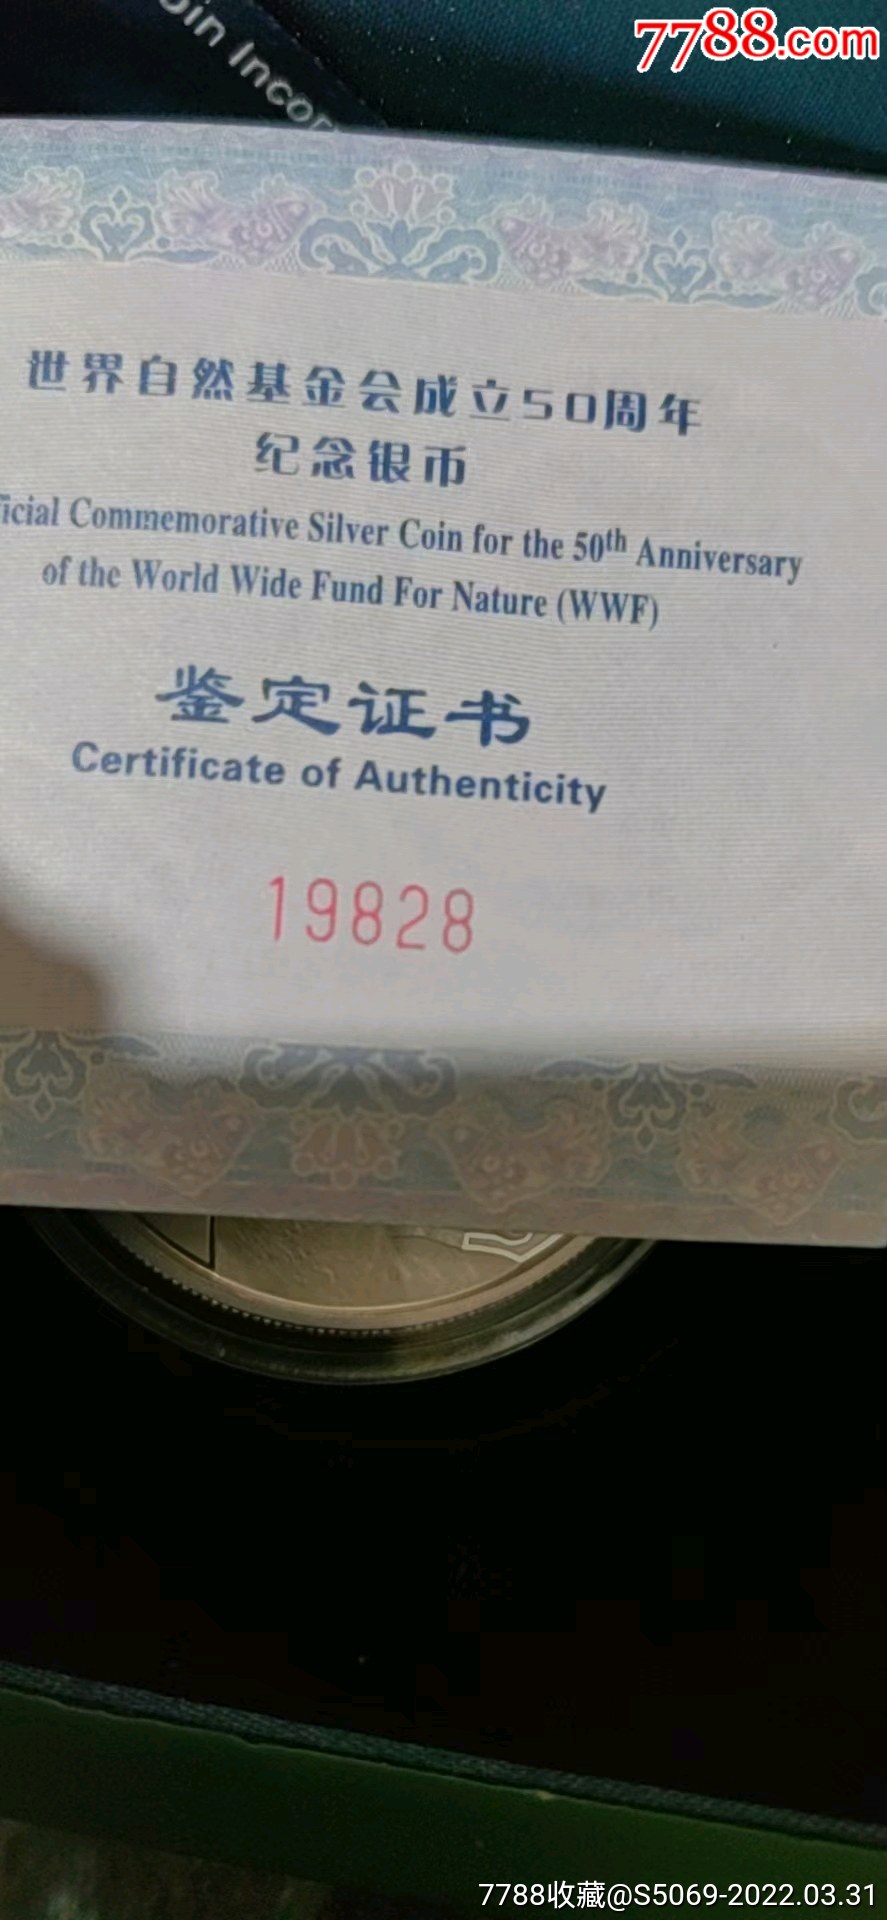 7788.com
世界自然基金会成立50周年
纪念银币
Commemorative Silver Coin for the 50th Anniversary
of the World Wide Fund For Nature (WWF)
鉴定证书
Certificate of Authenticity
19828
7788收藏@S5069-2022.03.31